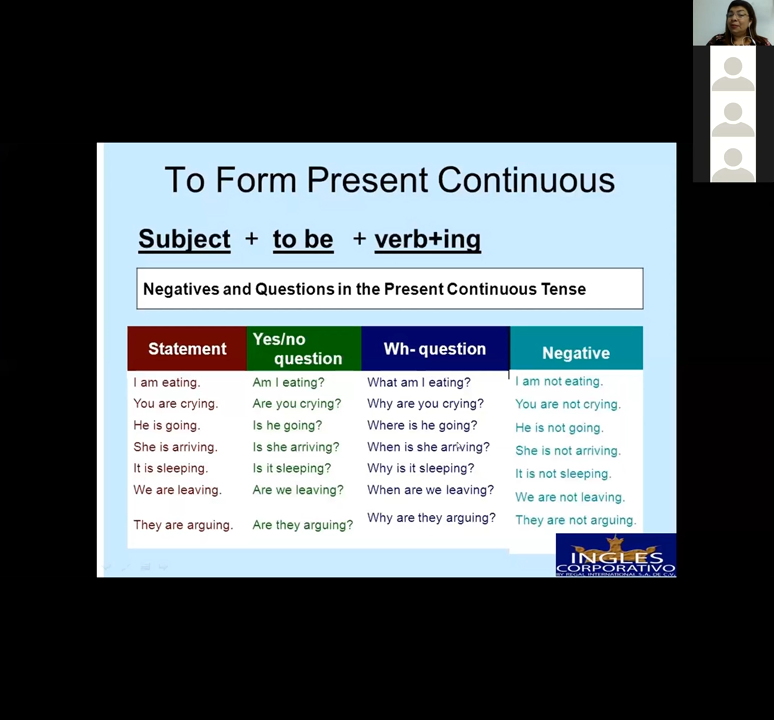 To Form Present Continuous
Subject + to be + verb+ing
Negatives and Questions in the Present Continuous Tense
Statement
I am eating.
You are crying.
He is going.
She is arriving.
It is sleeping.
We are leaving.
They are arguing.
Yes/no
question
Am I eating?
Are you crying?
Is he going?
Is she arriving?
Is it sleeping?
Are we leaving?
Are they arguing?
Wh- question
What am I eating?
Why are you crying?
Where is he going?
When is she arriving?
Why is it sleeping?
When are we leaving?
Why are they arguing?
Negative
I am not eating.
You are not crying.
He is not going.
She is not arriving.
It is not sleeping.
We are not leaving.
They are not arguing.
INGLES
CORPORATIVO
BY REGAL INTERNATIONAL S.A. DE C.V.